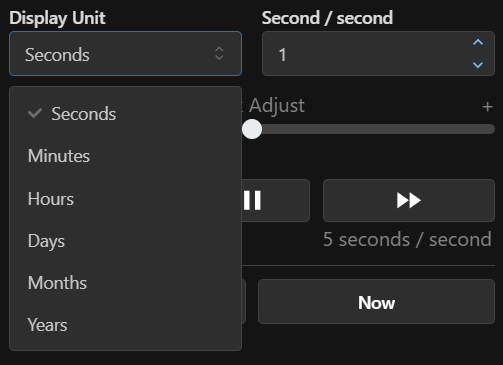 Display Unit
Second / second
Seconds
1
Seconds
Minutes
Hours
Days
Months
Years
Adjust
+
5 seconds / second
Now